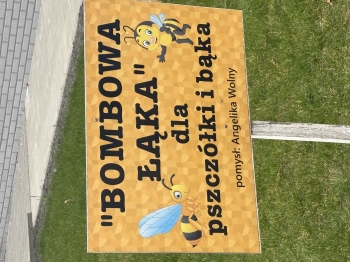 "BOMBOWA
ŁĄKA"
dla
pszczółki i bąka
pomysł: Angelika Wolny